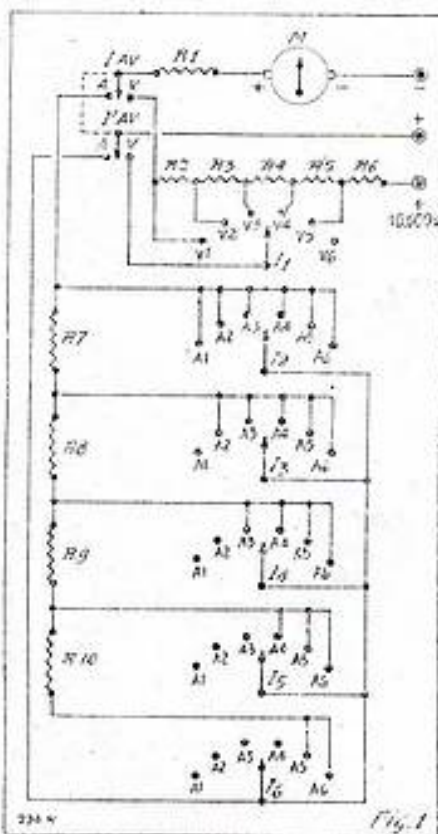 I AV
R1
M
A V
-
+
-
I' AV
+
A V
R2 R3 R4 R5 R6
V2 V3 V4 V5
+
10,000Ω
V1 V6
I1
R7
A1 A2 A3 A4 A5 A6
I2
R8
A1 A2 A3 A4 A5 A6
I3
R9
A1 A2 A3 A4 A5 A6
I4
R10
A1 A2 A3 A4 A5 A6
I5
A1 A2 A3 A4 A5 A6
I6
Fig. 1